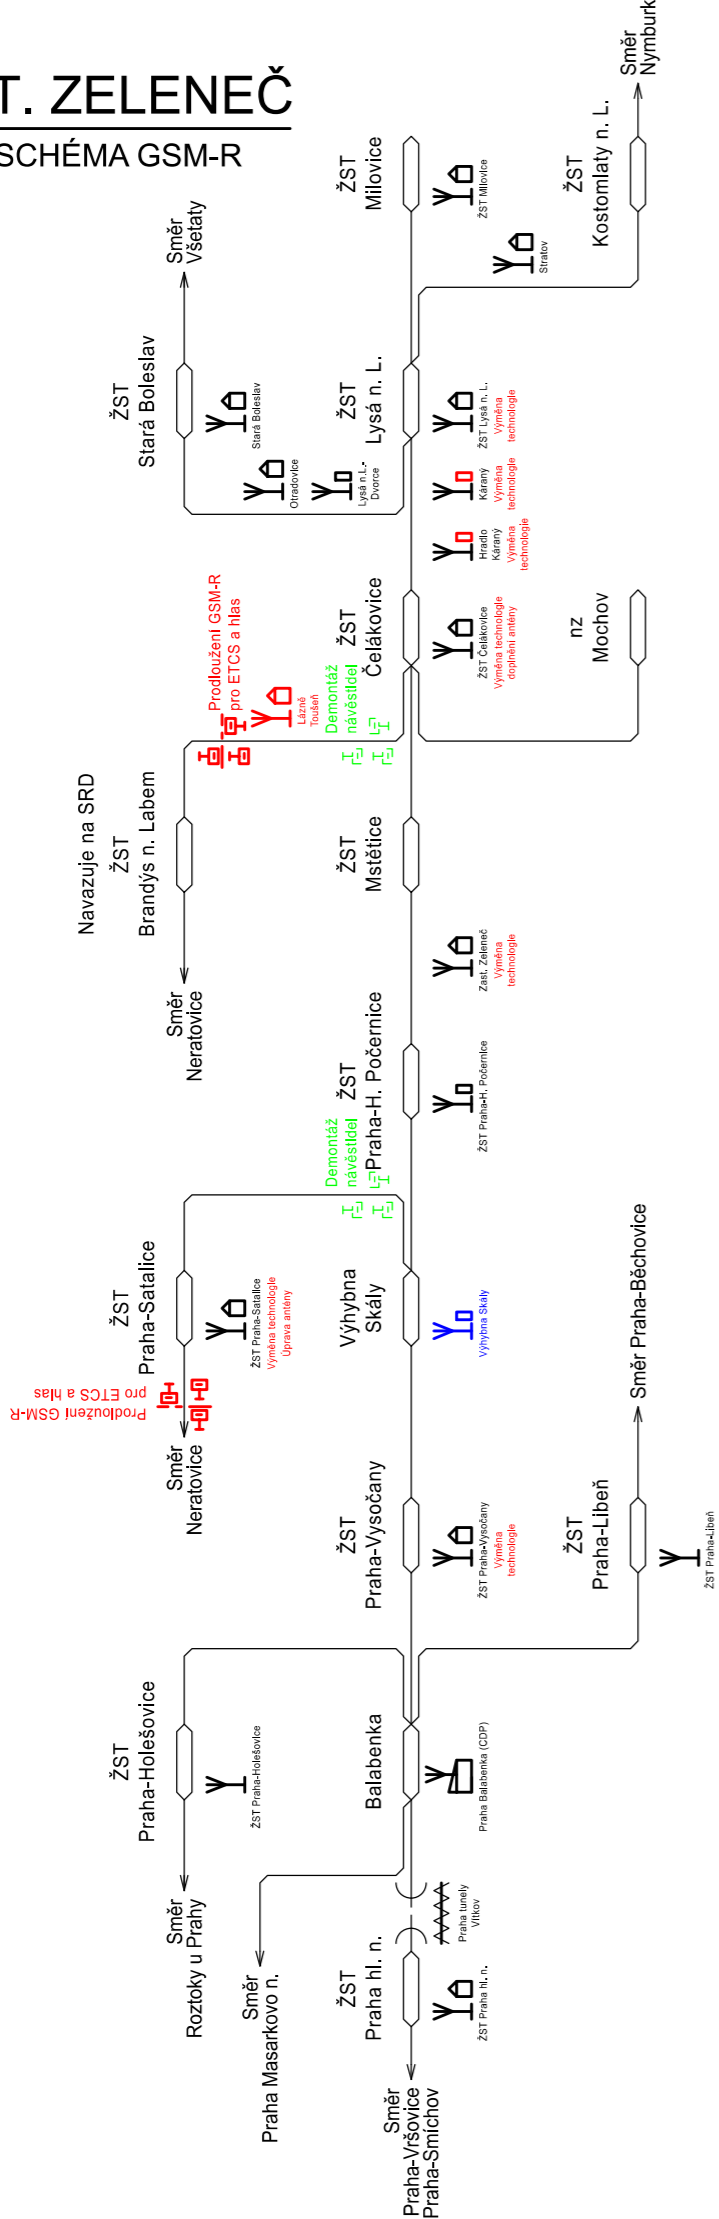 T. ZELENEČ
SCHÉMA GSM-R
Směr
Nymburk
ŽST
Kostomlaty n. L.
ŽST
Milovice
ŽST Milovice
Stratov
Směr
Všetaty
ŽST
Stará Boleslav
Stará Boleslav
Otradovice
Lysá n.L.-
Dvorce
ŽST
Lysá n. L.
ŽST Lysá n. L.
Výměna
technologie
Káraný
Výměna
technologie
Hradlo
Káraný
Výměna
technologie
ŽST
Čelákovice
ŽST Čelákovice
Výměna technologie
doplnění antény
nz
Mochov
Prodloužení GSM-R
pro ETCS a hlas
Lázně
Toušeň
Demontáž
návěstidel
Navazuje na SRD
ŽST
Brandýs n. Labem
Směr
Neratovice
ŽST
Mstětice
Zast. Zeleneč
Výměna
technologie
ŽST
Praha-H. Počernice
ŽST Praha-H. Počernice
Demontáž
návěstidel
ŽST
Praha-Satalice
ŽST Praha-Satalice
Výměna technologie
Úprava antény
Výhybna
Skály
Výhybna Skály
Prodloužení GSM-R
pro ETCS a hlas
Směr
Neratovice
Směr Praha-Běchovice
ŽST
Praha-Vysočany
ŽST Praha-Vysočany
Výměna
technologie
ŽST
Praha-Libeň
ŽST Praha-Libeň
ŽST
Praha-Holešovice
ŽST Praha-Holešovice
Balabenka
Praha Balabenka (CDP)
Směr
Roztoky u Prahy
Směr
Praha Masarkovo n.
Praha tunely
Vítkov
ŽST
Praha hl. n.
ŽST Praha hl. n.
Směr
Praha-Vršovice
Praha-Smíchov